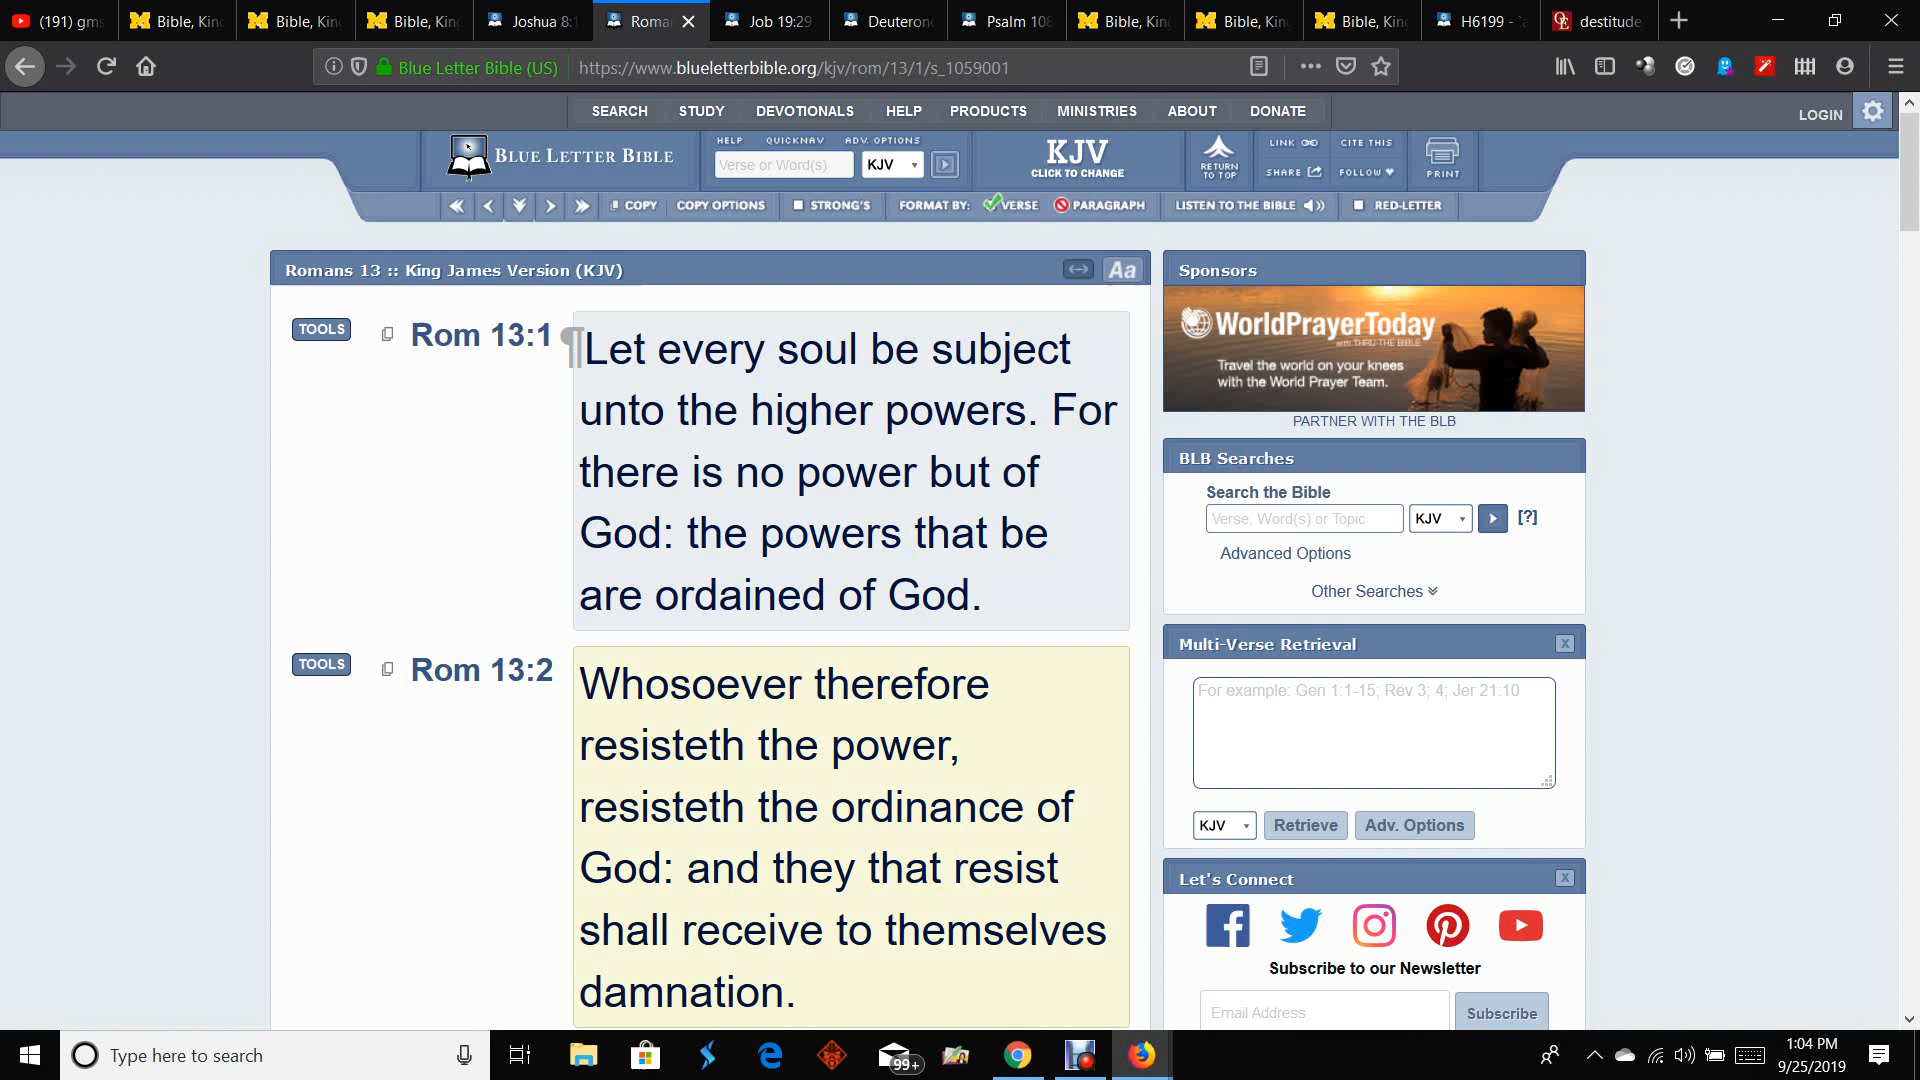 (191) gms
Bible, King
Bible, King
Bible, King
Joshua 8:1
Roma
Job 19:29
Deuterono
Psalm 108
Bible, King
Bible, King
Bible, King
H6199 -
destitude
Blue Letter Bible (US)
https://www.blueletterbible.org/kjv/rom/13/1/s_1059001
SEARCH STUDY DEVOTIONALS HELP PRODUCTS MINISTRIES ABOUT DONATE
LOGIN
BLUE LETTER BIBLE
HELP QUICKNAV ADV. OPTIONS
Verse or Word(s) KJV
KJV
CLICK TO CHANGE
RETURN
TO TOP
LINK CITE THIS
SHARE FOLLOW
PRINT
COPY COPY OPTIONS STRONG'S FORMAT BY: VERSE PARAGRAPH LISTEN TO THE BIBLE RED-LETTER
Romans 13 :: King James Version (KJV)
Aa
TOOLS Rom 13:1
¶Let every soul be subject
unto the higher powers. For
there is no power but of
God: the powers that be
are ordained of God.
TOOLS Rom 13:2
Whosoever therefore
resisteth the power,
resisteth the ordinance of
God: and they that resist
shall receive to themselves
damnation.
Sponsors
WorldPrayerToday
with THRU THE BIBLE
Travel the world on your knees
with the World Prayer Team.
PARTNER WITH THE BLB
BLB Searches
Search the Bible
Verse, Word(s) or Topic KJV [?]
Advanced Options
Other Searches
Multi-Verse Retrieval X
For example: Gen 1:1-15; Rev 3; 4; Jer 21:10
KJV Retrieve Adv. Options
Let's Connect X
Subscribe to our Newsletter
Email Address Subscribe
Type here to search
99+
1:04 PM
9/25/2019